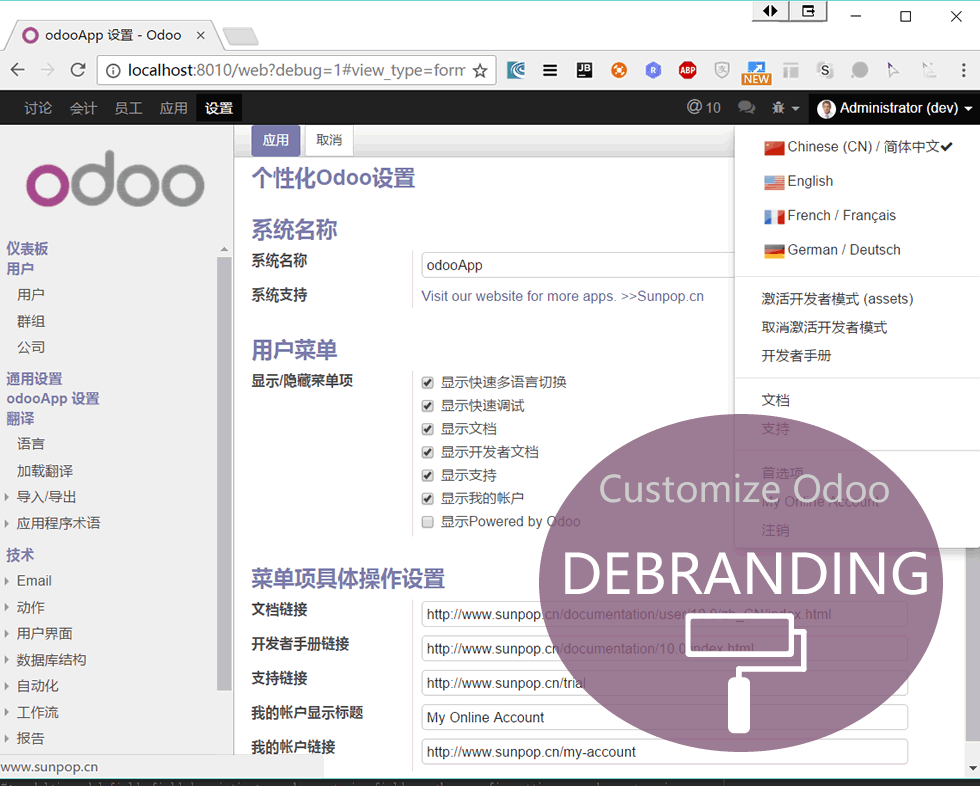 odooApp 设置 - Odoo
localhost:8010/web?debug=1#view_type=form
JB
R
ABP
NEW
S
讨论 会计 员工 应用 设置
@ 10
Administrator (dev)
odoo
应用 取消
Chinese (CN) / 简体中文
English
French / Français
German / Deutsch
激活开发者模式 (assets)
取消激活开发者模式
开发者手册
文档
支持
首选项
My Online Account
注销
仪表板
用户
用户
群组
公司
通用设置
odooApp 设置
翻译
语言
加载翻译
导入/导出
应用程序术语
技术
Email
动作
用户界面
数据库结构
自动化
工作流
报告
www.sunpop.cn
个性化Odoo设置
系统名称
系统名称 odooApp
系统支持 Visit our website for more apps. >>Sunpop.cn
用户菜单
显示/隐藏菜单项
显示快速多语言切换
显示快速调试
显示文档
显示开发者文档
显示支持
显示我的帐户
显示Powered by Odoo
菜单项具体操作设置
文档链接 http://www.sunpop.cn/documentation/user/10.0/zh_CN/index.html
开发者手册链接 http://www.sunpop.cn/documentation/10.0/index.html
支持链接 http://www.sunpop.cn/trial
我的帐户显示标题 My Online Account
我的帐户链接 http://www.sunpop.cn/my-account
Customize Odoo
DEBRANDING